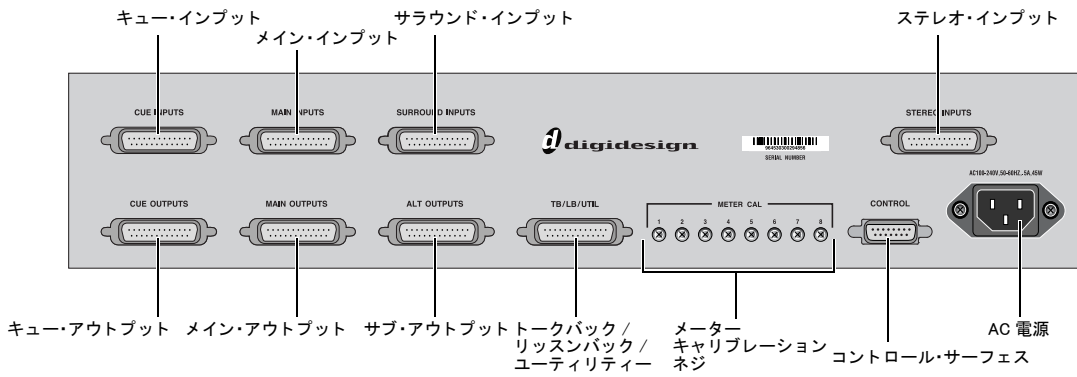 キュー・インプット
メイン・インプット
サラウンド・インプット
ステレオ・インプット
CUE INPUTS
MAIN INPUTS
SURROUND INPUTS
STEREO INPUTS
digidesign
964530300294856
SERIAL NUMBER
AC100-240V,50-60HZ,.5A,45W
CUE OUTPUTS
MAIN OUTPUTS
ALT OUTPUTS
TB/LB/UTIL
METER CAL
1 2 3 4 5 6 7 8
CONTROL
キュー・アウトプット
メイン・アウトプット
サブ・アウトプット
トークバック /
リッスンバック /
ユーティリティー
メーター
キャリブレーション
ネジ
コントロール・サーフェス
AC 電源